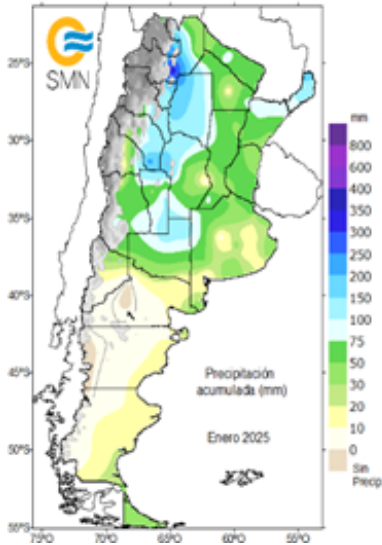 SMN
25°S
30°S
35°S
40°S
45°S
50°S
55°S
75°W
70°W
65°W
60°W
55°W
mm
800
600
400
350
300
250
200
150
100
75
50
30
20
10
0
Sin
Precip
Precipitación
acumulada (mm)
Enero 2025